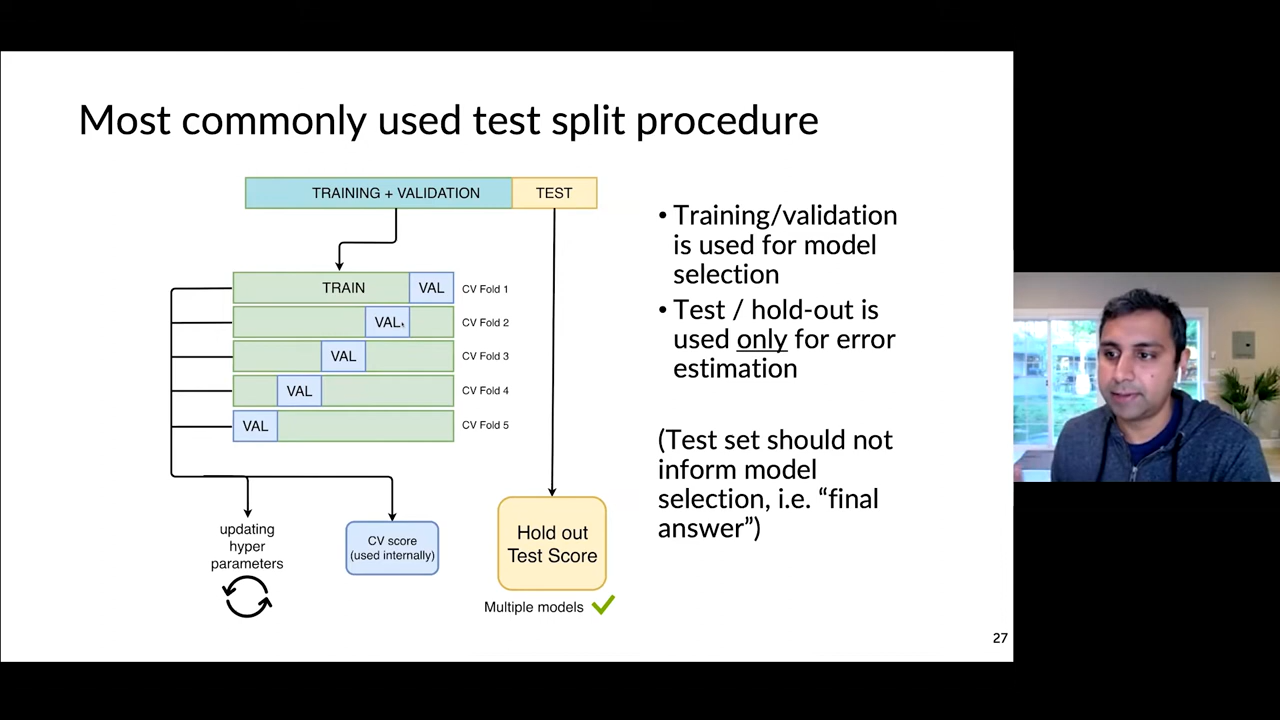 Most commonly used test split procedure
TRAINING + VALIDATION
TEST
TRAIN
VAL
CV Fold 1
VAL
CV Fold 2
VAL
CV Fold 3
VAL
CV Fold 4
VAL
CV Fold 5
updating
hyper
parameters
CV score
(used internally)
Hold out
Test Score
Multiple models
• Training/validation
is used for model
selection
• Test / hold-out is
used only for error
estimation
(Test set should not
inform model
selection, i.e. “final
answer”)
27